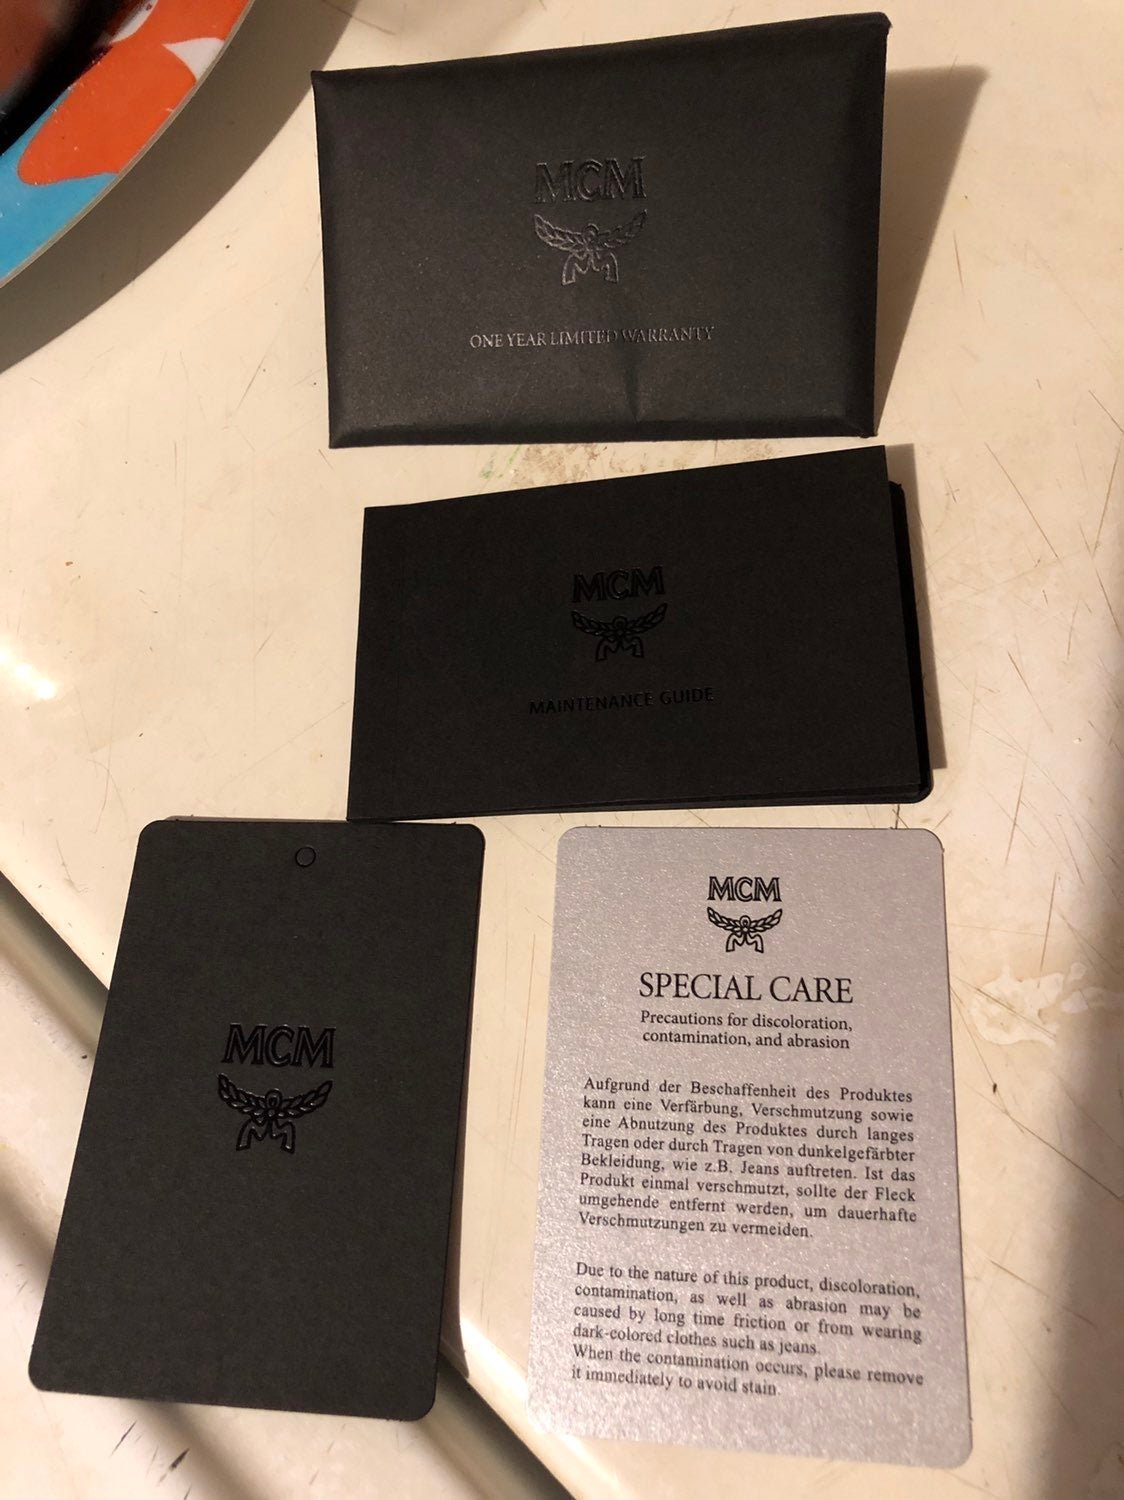 MCM
ONE YEAR LIMITED WARRANTY
MCM
MAINTENANCE GUIDE
MCM
MCM
SPECIAL CARE
Precautions for discoloration,
contamination, and abrasion
Aufgrund der Beschaffenheit des Produktes
kann eine Verfärbung, Verschmutzung sowie
eine Abnutzung des Produktes durch langes
Tragen oder durch Tragen von dunkelgefärbter
Bekleidung, wie z.B. Jeans auftreten. Ist das
Produkt einmal verschmutzt, sollte der Fleck
umgehende entfernt werden, um dauerhafte
Verschmutzungen zu vermeiden.
Due to the nature of this product, discoloration,
contamination, as well as abrasion may be
caused by long time friction or from wearing
dark-colored clothes such as jeans.
When the contamination occurs, please remove
it immediately to avoid stain.